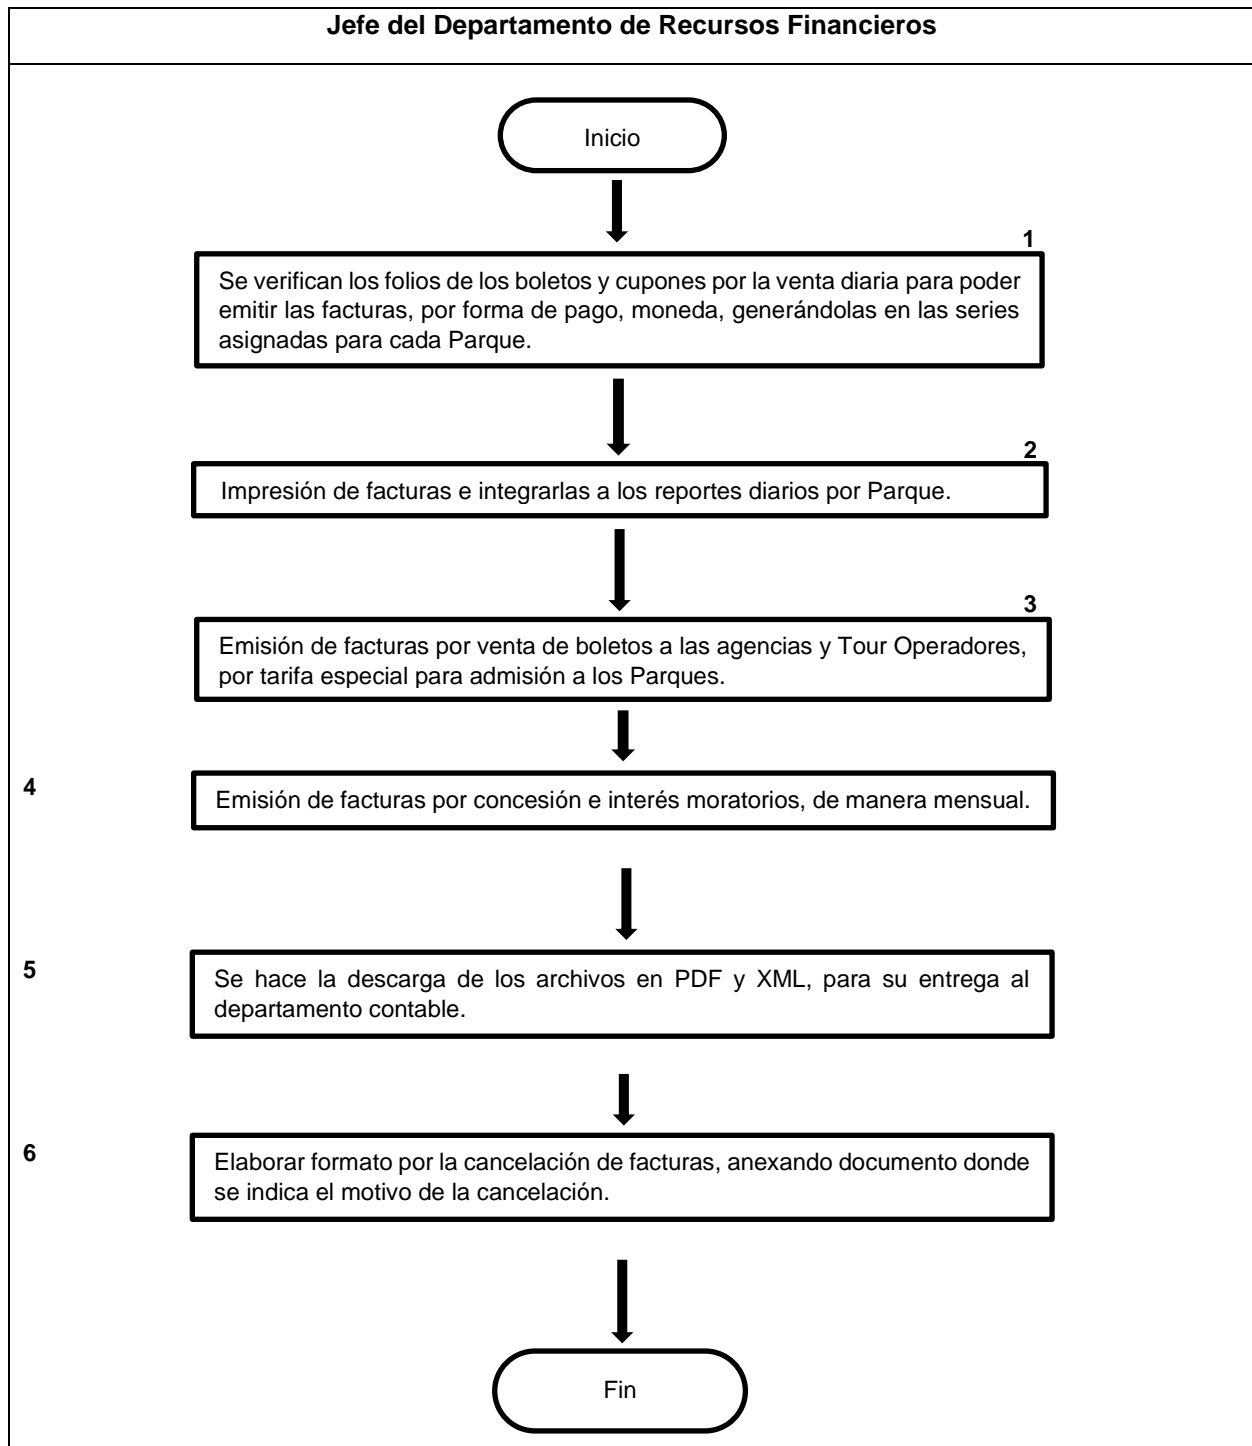 Jefe del Departamento de Recursos Financieros
Inicio
1
Se verifican los folios de los boletos y cupones por la venta diaria para poder
emitir las facturas, por forma de pago, moneda, generándolas en las series
asignadas para cada Parque.
2
Impresión de facturas e integrarlas a los reportes diarios por Parque.
3
Emisión de facturas por venta de boletos a las agencias y Tour Operadores,
por tarifa especial para admisión a los Parques.
4
Emisión de facturas por concesión e interés moratorios, de manera mensual.
5
Se hace la descarga de los archivos en PDF y XML, para su entrega al
departamento contable.
6
Elaborar formato por la cancelación de facturas, anexando documento donde
se indica el motivo de la cancelación.
Fin